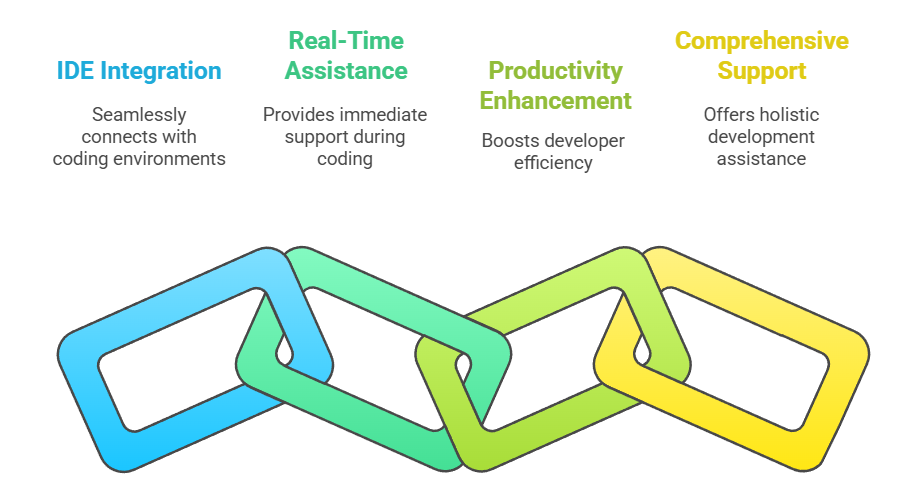 IDE Integration
Seamlessly
connects with
coding environments
Real-Time
Assistance
Provides immediate
support during
coding
Productivity
Enhancement
Boosts developer
efficiency
Comprehensive
Support
Offers holistic
development
assistance